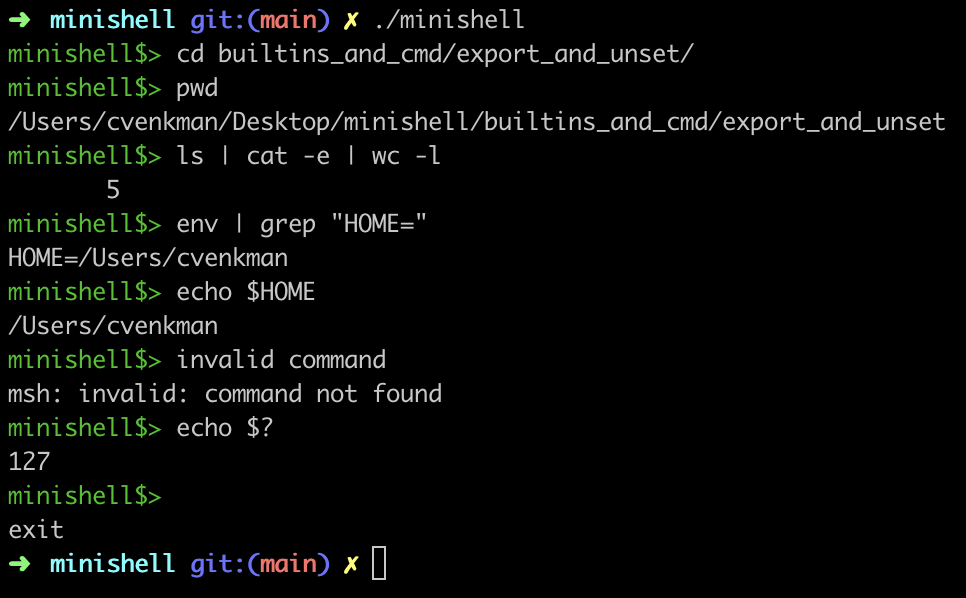 ➜ minishell git:(main) ✗ ./minishell
minishell$> cd builtins_and_cmd/export_and_unset/
minishell$> pwd
/Users/cvenkman/Desktop/minishell/builtins_and_cmd/export_and_unset
minishell$> ls | cat -e | wc -l
5
minishell$> env | grep "HOME="
HOME=/Users/cvenkman
minishell$> echo $HOME
/Users/cvenkman
minishell$> invalid command
msh: invalid: command not found
minishell$> echo $?
127
minishell$>
exit
➜ minishell git:(main) ✗